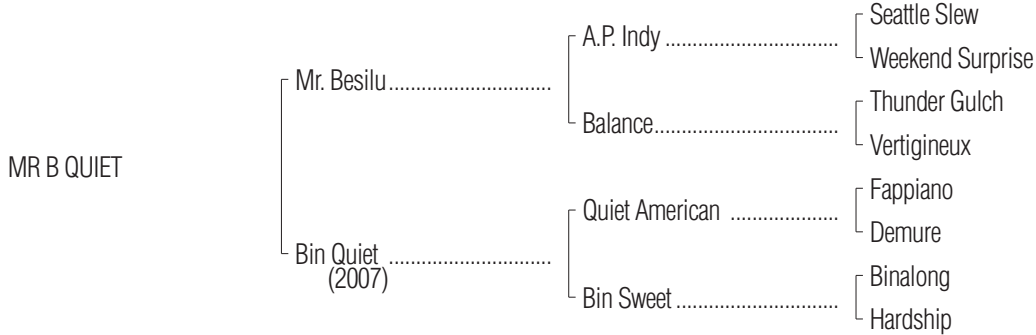 Seattle Slew
A.P. Indy ..................................
Weekend Surprise
Mr. Besilu................................
Thunder Gulch
Balance.....................................
Vertigineux
MR B QUIET
Fappiano
Quiet American .....................
Demure
Bin Quiet ................................
(2007)
Binalong
Bin Sweet ................................
Hardship